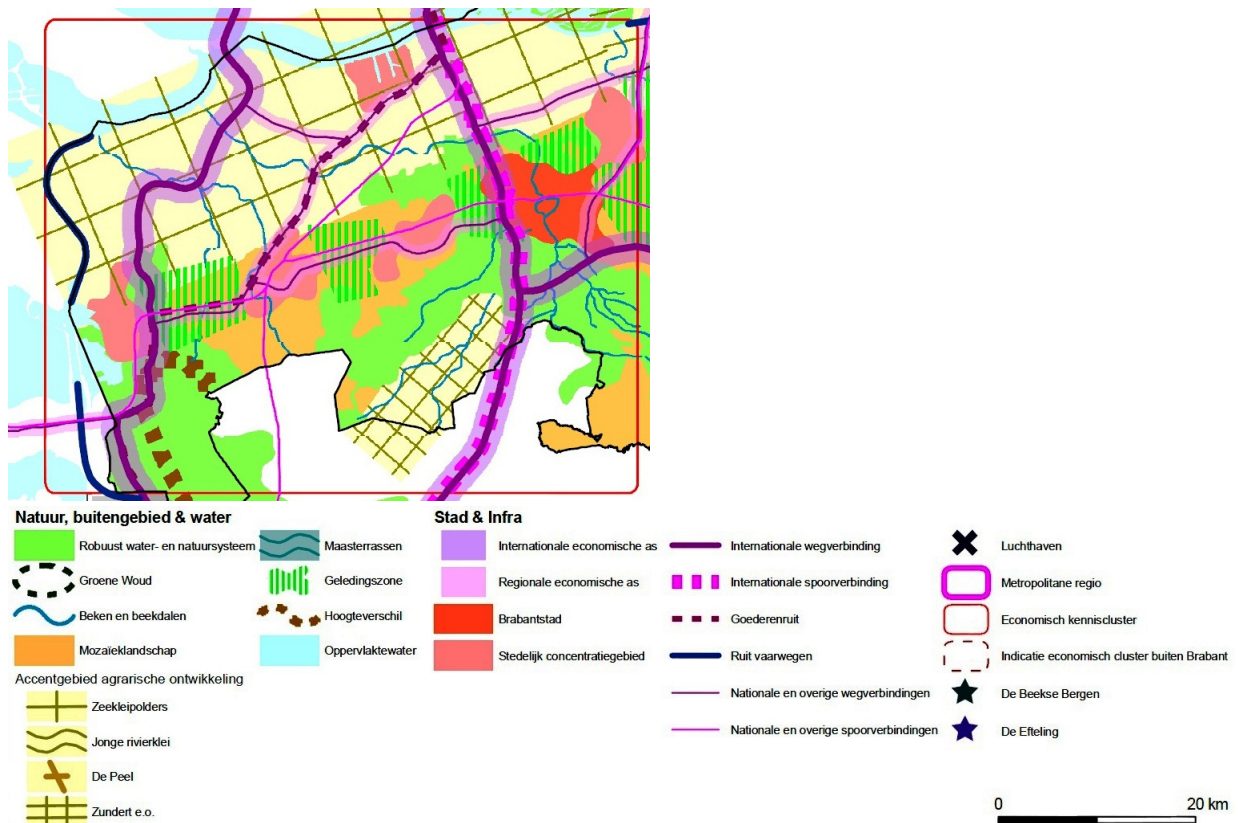 Natuur, buitengebied & water
Robuust water- en natuursysteem
Groene Woud
Beken en beekdalen
Mozaïeklandschap
Maasterrassen
Geledingszone
Hoogteverschil
Oppervlaktewater
Accentgebied agrarische ontwikkeling
Zeekleipolders
Jonge rivierklei
De Peel
Zundert e.o.
Stad & Infra
Internationale economische as
Regionale economische as
Brabantstad
Stedelijk concentratiegebied
Internationale wegverbinding
Internationale spoorverbinding
Goederenruit
Ruit vaarwegen
Nationale en overige wegverbindingen
Nationale en overige spoorverbindingen
Luchthaven
Metropolitane regio
Economisch kenniscluster
Indicatie economisch cluster buiten Brabant
De Beekse Bergen
De Efteling
0 20 km